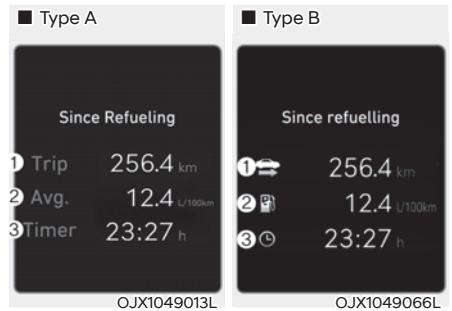 ■ Type A
Since Refueling
1 Trip 256.4 km
2 Avg. 12.4 L/100km
3 Timer 23:27 h
OJX1049013L
■ Type B
Since refuelling
1 256.4 km
2 12.4 L/100km
3 23:27 h
OJX1049066L